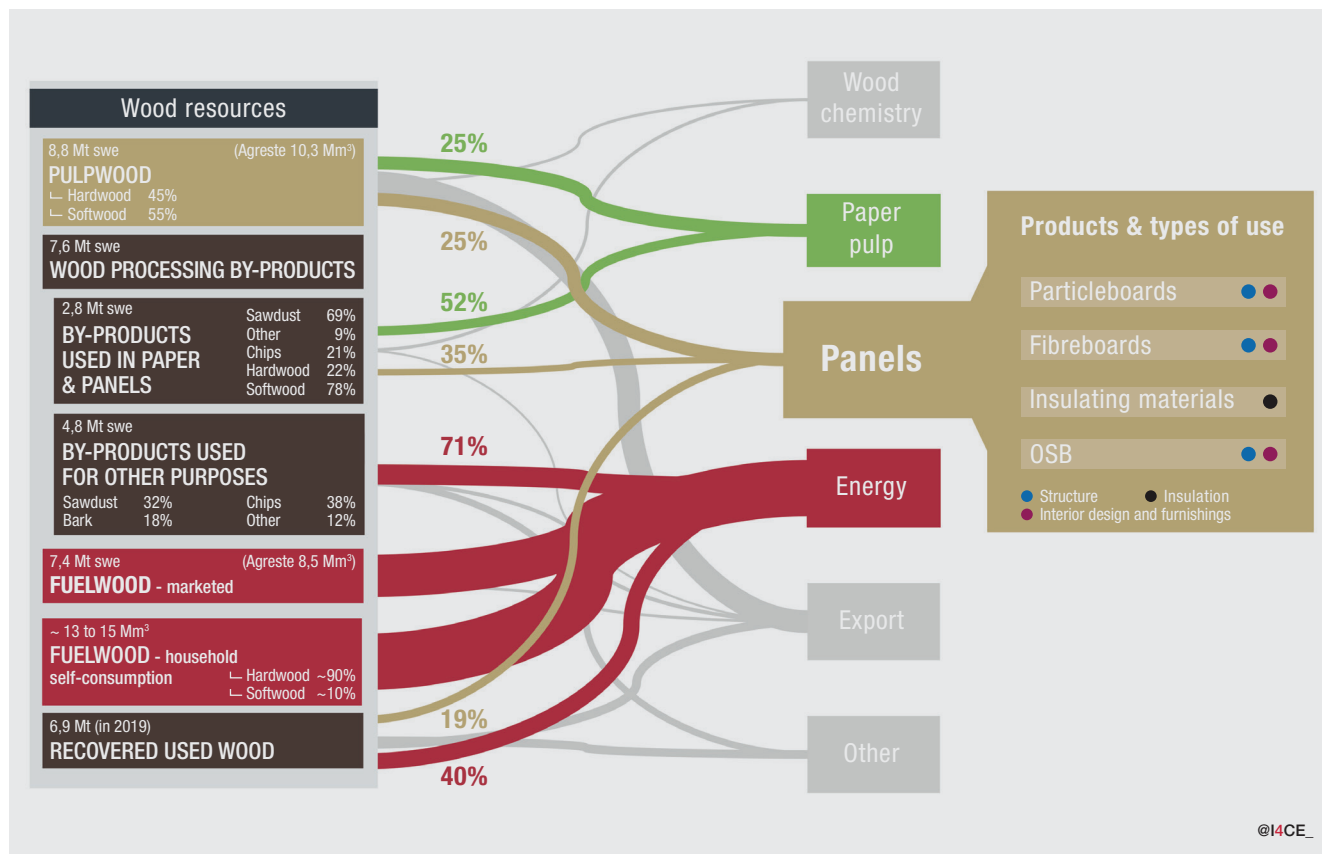 Wood resources
8,8 Mt swe (Agreste 10,3 Mm³)
PULPWOOD
Hardwood 45%
Softwood 55%
7,6 Mt swe
WOOD PROCESSING BY-PRODUCTS
2,8 Mt swe
BY-PRODUCTS
USED IN PAPER
& PANELS
Sawdust 69%
Other 9%
Chips 21%
Hardwood 22%
Softwood 78%
4,8 Mt swe
BY-PRODUCTS USED
FOR OTHER PURPOSES
Sawdust 32% Chips 38%
Bark 18% Other 12%
7,4 Mt swe (Agreste 8,5 Mm³)
FUELWOOD - marketed
~ 13 to 15 Mm³
FUELWOOD - household
self-consumption
Hardwood ~90%
Softwood ~10%
6,9 Mt (in 2019)
RECOVERED USED WOOD
25%
25%
52%
35%
71%
19%
40%
Wood
chemistry
Paper
pulp
Panels
Energy
Export
Other
Products & types of use
Particleboards
Fibreboards
Insulating materials
OSB
Structure Insulation
Interior design and furnishings
@I4CE_